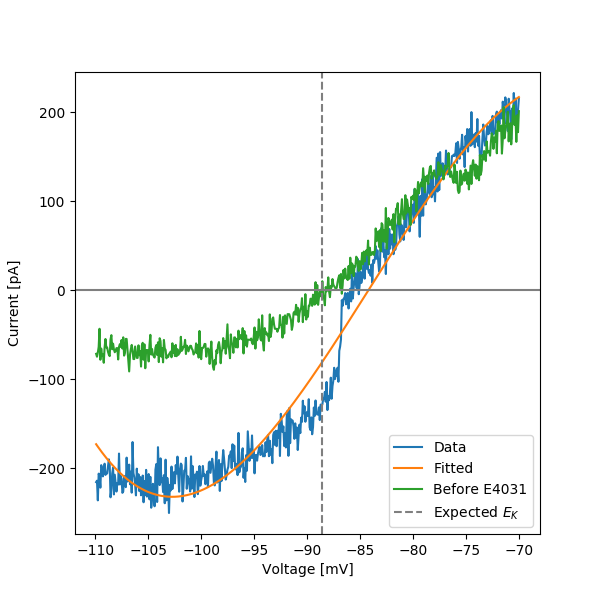 200
100
0
−100
−200
Current [pA]
−110
−105
−100
−95
−90
−85
−80
−75
−70
Voltage [mV]
Data
Fitted
Before E4031
Expected E_K